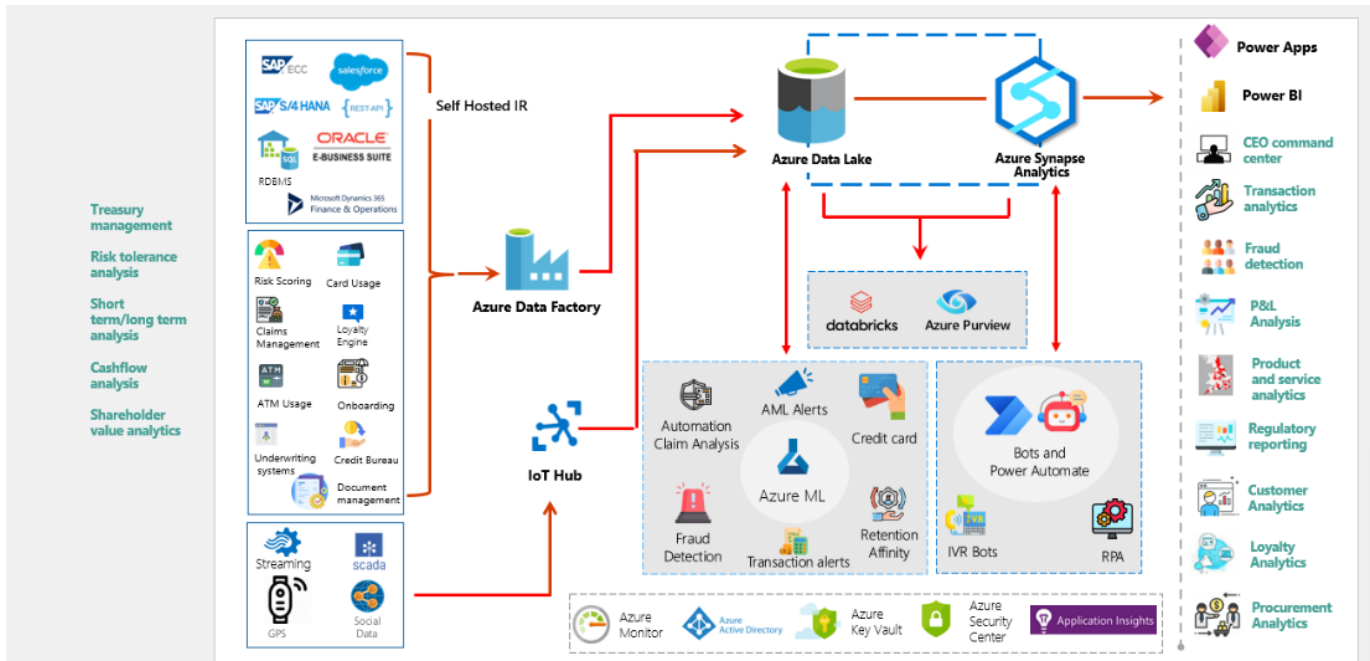 Treasury
management
Risk tolerance
analysis
Short
term/long term
analysis
Cashflow
analysis
Shareholder
value analytics
SAP ECC
salesforce
SAP S/4 HANA
{REST-API}
SQL
RDBMS
ORACLE
E-BUSINESS SUITE
Microsoft Dynamics 365
Finance & Operations
Risk Scoring
Card Usage
Claims
Management
Loyalty
Engine
ATM
ATM Usage
Onboarding
Underwriting
systems
Credit Bureau
Document
management
Streaming
scada
GPS
Social
Data
Self Hosted IR
Azure Data Factory
IoT Hub
Azure Data Lake
Azure Synapse
Analytics
databricks
Azure Purview
Automation
Claim Analysis
AML Alerts
Credit card
Azure ML
Fraud
Detection
Transaction alerts
Retention
Affinity
Bots and
Power Automate
IVR
IVR Bots
RPA
Azure
Monitor
Azure
Active Directory
Azure
Key Vault
Azure
Security
Center
Application Insights
Power Apps
Power BI
CEO command
center
Transaction
analytics
Fraud
detection
P&L
Analysis
Product
and service
analytics
Regulatory
reporting
Customer
Analytics
Loyalty
Analytics
Procurement
Analytics